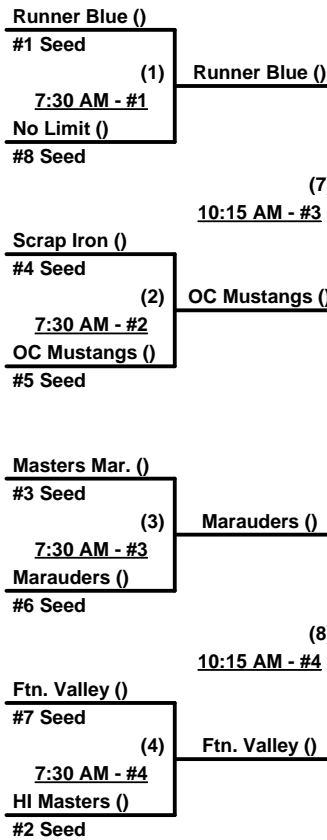 Runner Blue ()
#1 Seed
(1)
Runner Blue ()
7:30 AM - #1
No Limit ()
#8 Seed
(7
10:15 AM - #3
Scrap Iron ()
#4 Seed
(2)
OC Mustangs ()
7:30 AM - #2
OC Mustangs ()
#5 Seed
Masters Mar. ()
#3 Seed
(3)
Marauders ()
7:30 AM - #3
Marauders ()
#6 Seed
(8
10:15 AM - #4
Ftn. Valley ()
#7 Seed
(4)
Ftn. Valley ()
7:30 AM - #4
HI Masters ()
#2 Seed